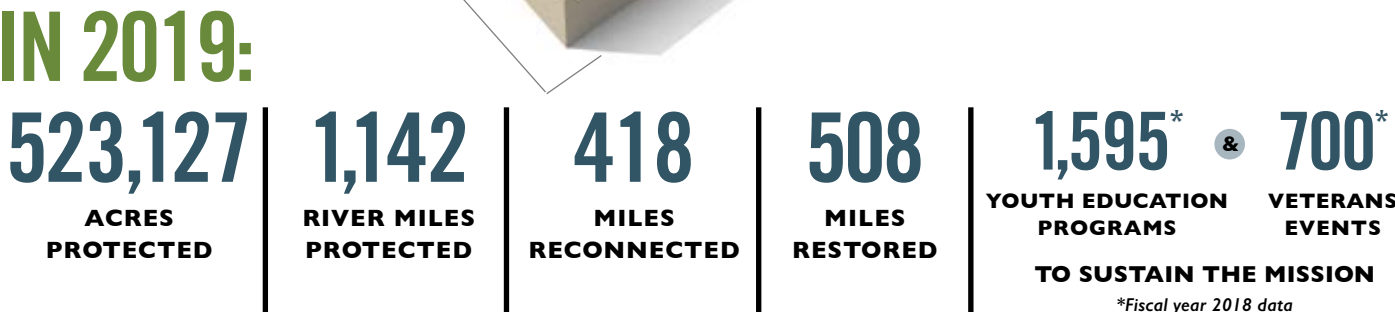 IN 2019:
523,127
ACRES
PROTECTED
1,142
RIVER MILES
PROTECTED
418
MILES
RECONNECTED
508
MILES
RESTORED
1,595*
YOUTH EDUCATION
PROGRAMS
&
700*
VETERANS
EVENTS
TO SUSTAIN THE MISSION
*Fiscal year 2018 data